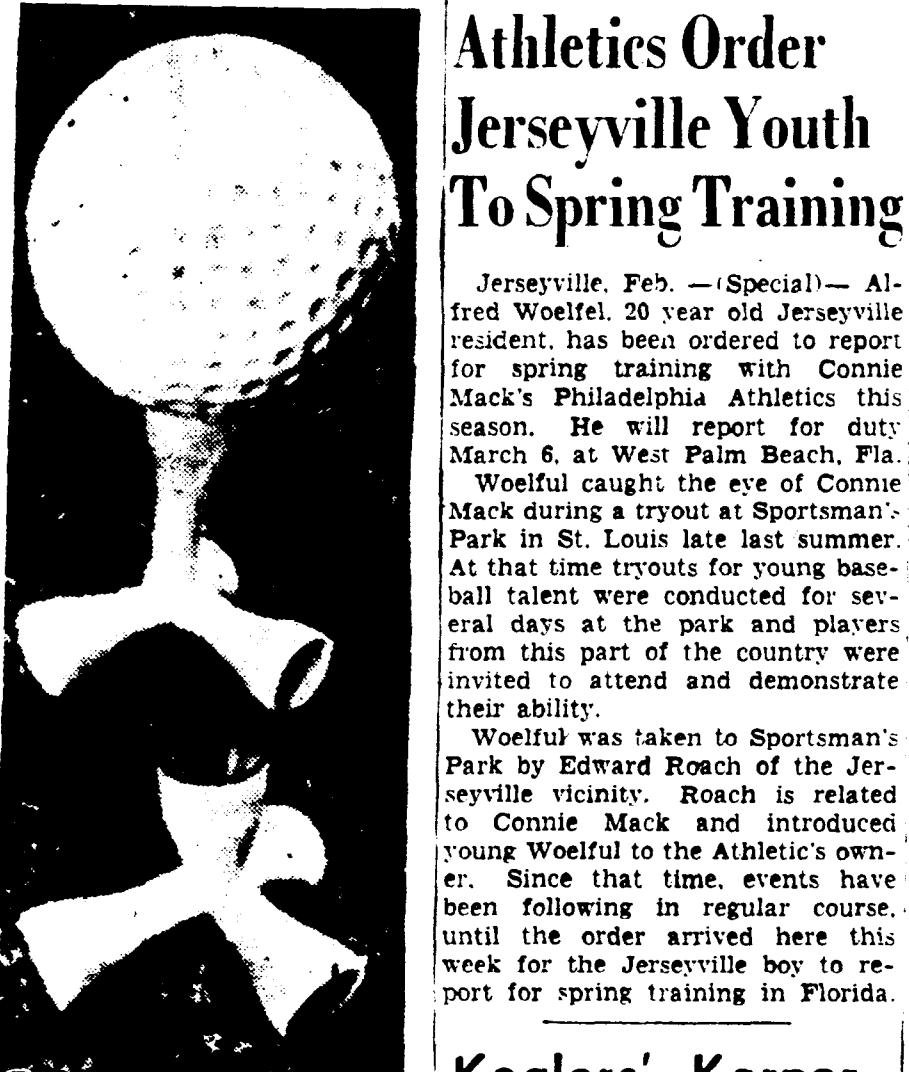 Athletics Order
Jerseyville Youth
To Spring Training
Jerseyville, Feb. —(Special)— Al-
fred Woelfel, 20 year old Jerseyville
resident, has been ordered to report
for spring training with Connie
Mack's Philadelphia Athletics this
season. He will report for duty
March 6, at West Palm Beach, Fla.
Woelful caught the eye of Connie
Mack during a tryout at Sportsman's
Park in St. Louis late last summer.
At that time tryouts for young base-
ball talent were conducted for sev-
eral days at the park and players
from this part of the country were
invited to attend and demonstrate
their ability.
Woelful was taken to Sportsman's
Park by Edward Roach of the Jer-
seyville vicinity. Roach is related
to Connie Mack and introduced
young Woelful to the Athletic's own-
er. Since that time, events have
been following in regular course,
until the order arrived here this
week for the Jerseyville boy to re-
port for spring training in Florida.